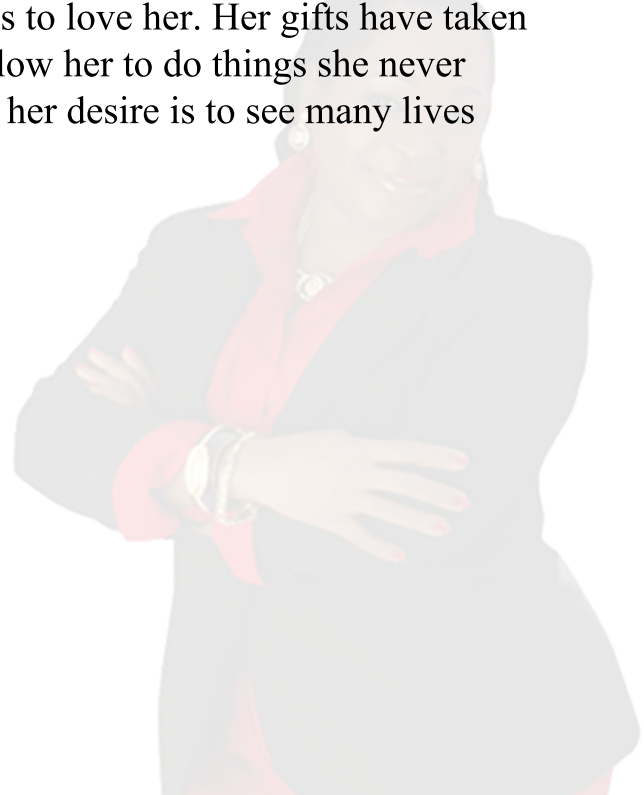 s to love her. Her gifts have taken
low her to do things she never
her desire is to see many lives